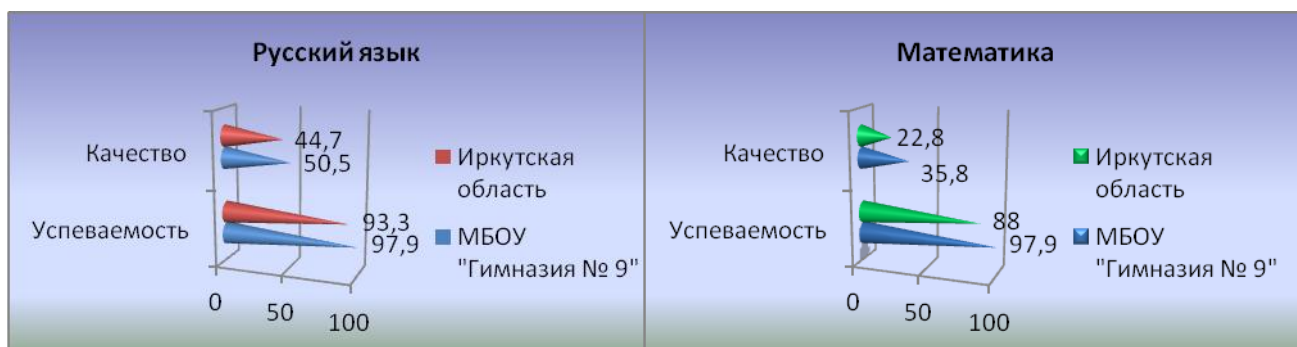 Русский язык
Качество
44,7
50,5
Успеваемость
93,3
97,9
0
50
100
Иркутская
область
МБОУ
"Гимназия № 9"
Математика
Качество
22,8
35,8
Успеваемость
88
97,9
0
50
100
Иркутская
область
МБОУ
"Гимназия № 9"